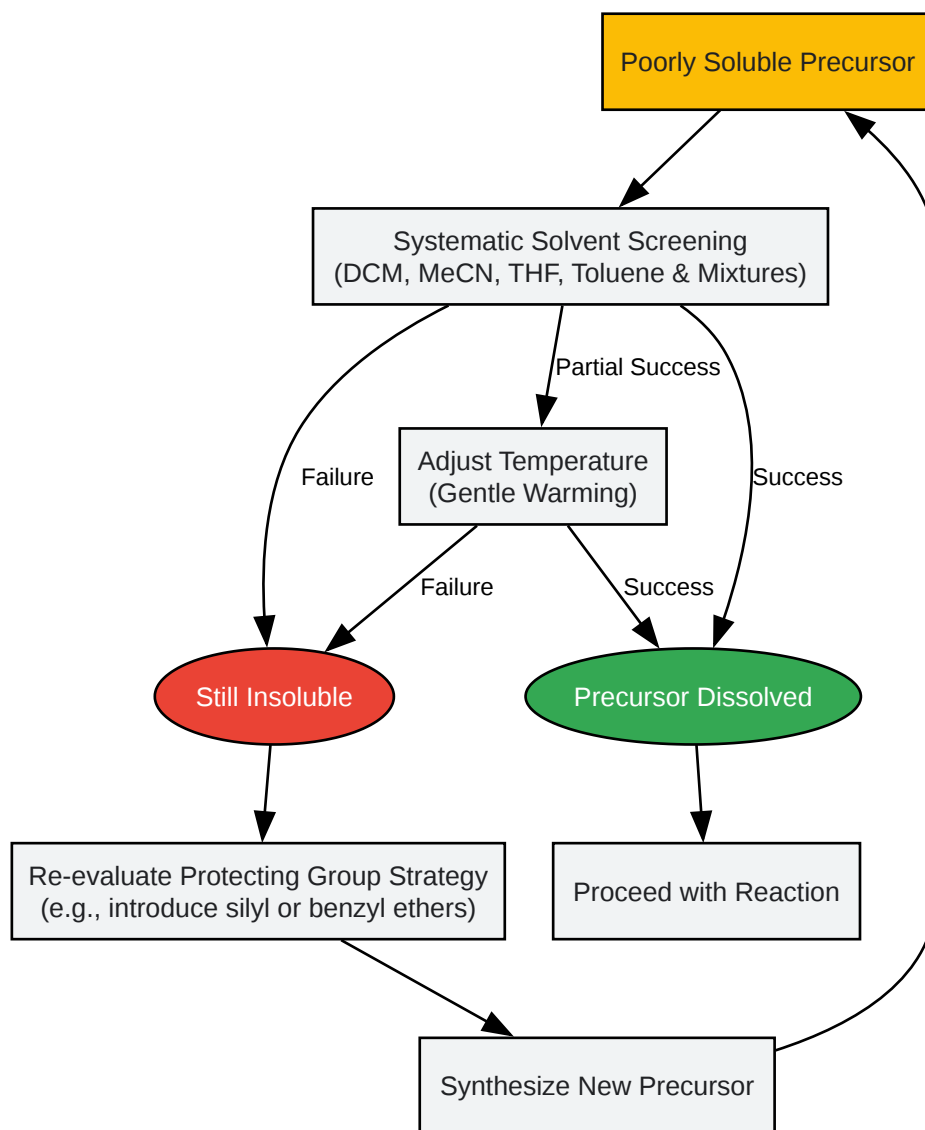 Poorly Soluble Precursor
Systematic Solvent Screening
(DCM, MeCN, THF, Toluene & Mixtures)
Partial Success
Adjust Temperature
(Gentle Warming)
Failure
Success
Failure
Success
Still Insoluble
Precursor Dissolved
Re-evaluate Protecting Group Strategy
(e.g., introduce silyl or benzyl ethers)
Proceed with Reaction
Synthesize New Precursor